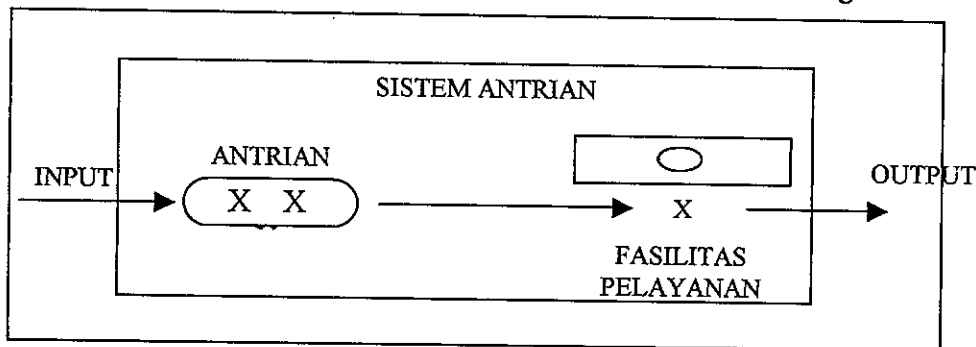 SISTEM ANTRIAN
ANTRIAN
INPUT
X X
X
OUTPUT
FASILITAS
PELAYANAN